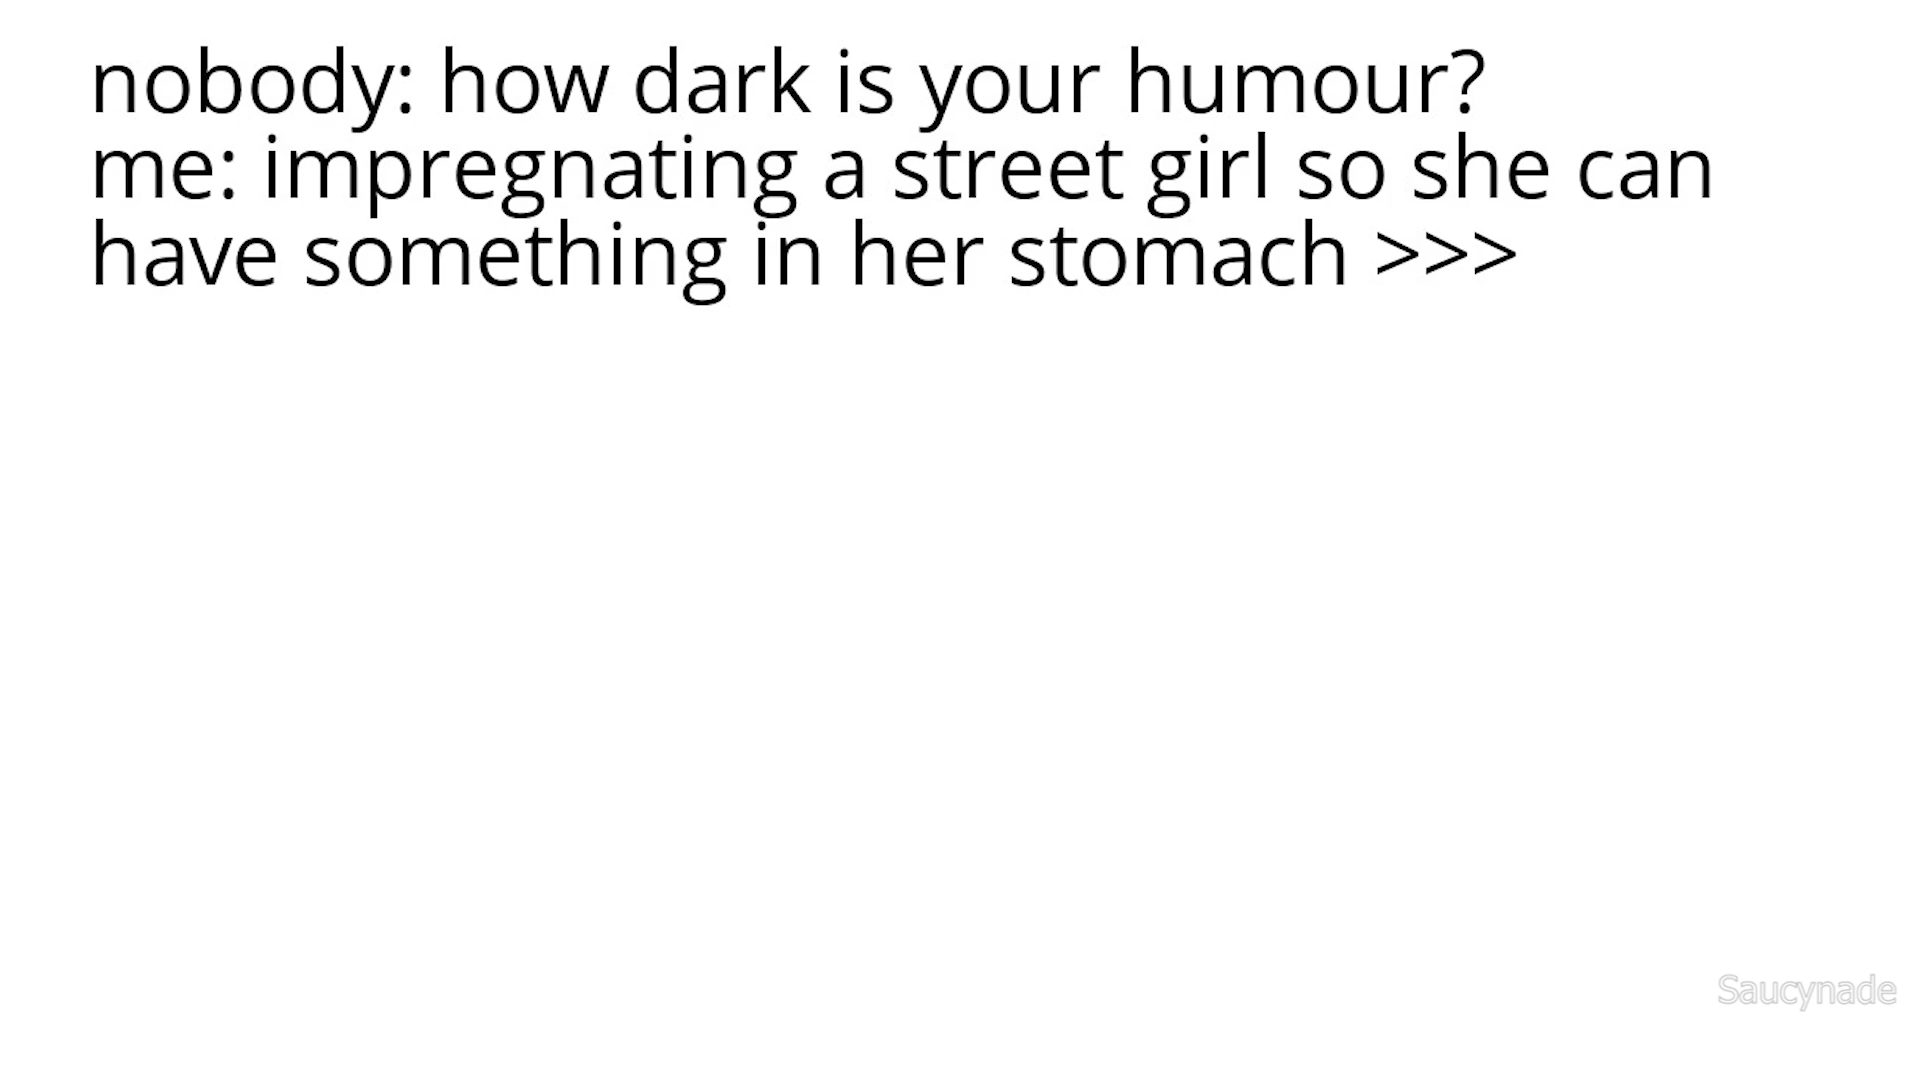 nobody: how dark is your humour?
me: impregnating a street girl so she can
have something in her stomach >>>
Saucynade